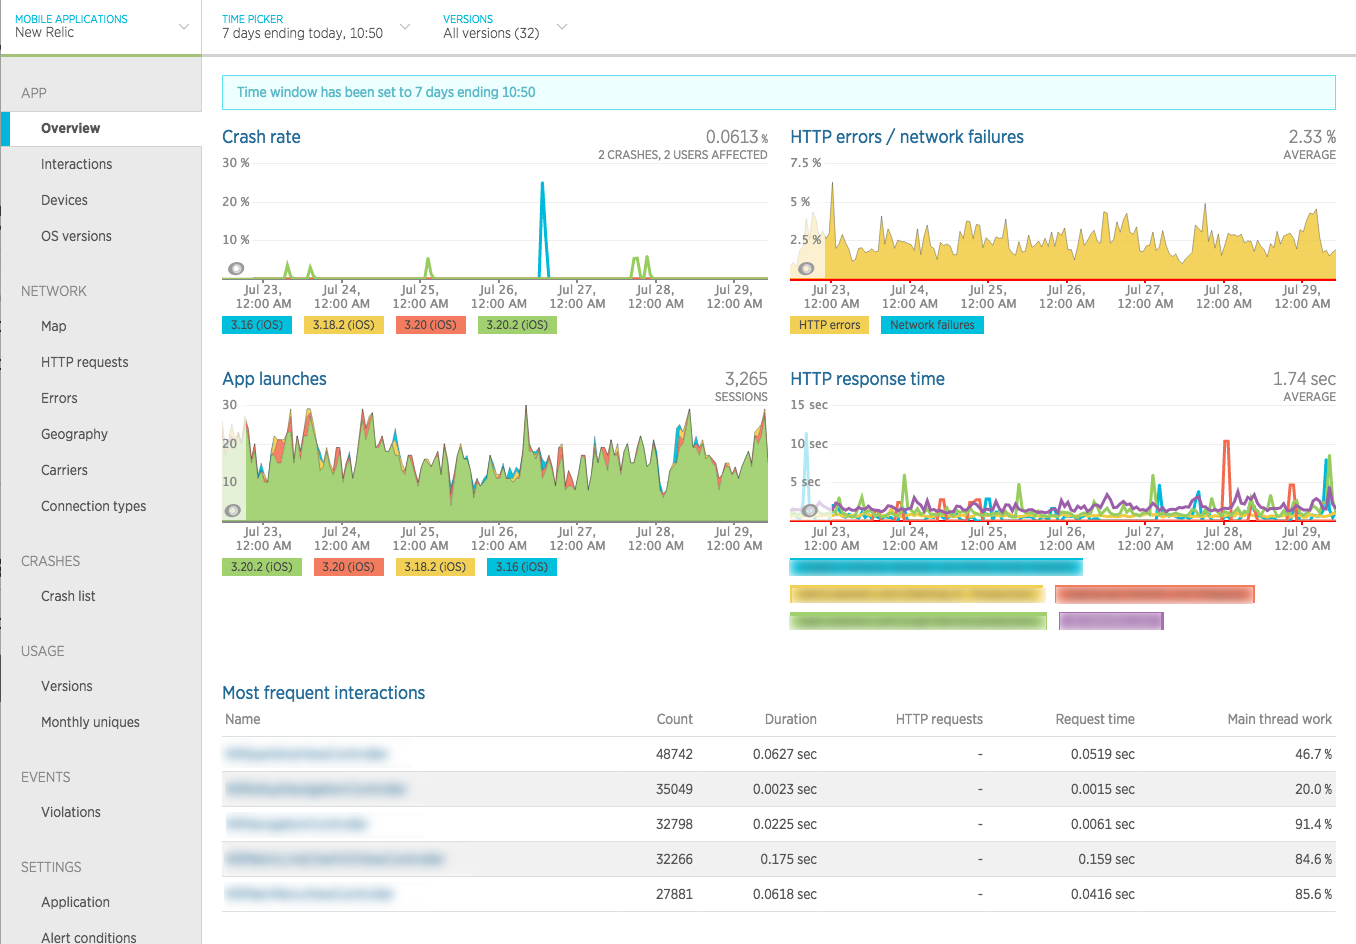 MOBILE APPLICATIONS
New Relic
TIME PICKER
7 days ending today, 10:50
VERSIONS
All versions (32)
APP
Overview
Interactions
Devices
OS versions
NETWORK
Map
HTTP requests
Errors
Geography
Carriers
Connection types
CRASHES
Crash list
USAGE
Versions
Monthly uniques
EVENTS
Violations
SETTINGS
Application
Alert conditions
Time window has been set to 7 days ending 10:50
Crash rate
0.0613 %
2 CRASHES, 2 USERS AFFECTED
30 %
20 %
10 %
Jul 23, Jul 24, Jul 25, Jul 26, Jul 27, Jul 28, Jul 29,
12:00 AM 12:00 AM 12:00 AM 12:00 AM 12:00 AM 12:00 AM 12:00 AM
3.16 (iOS) 3.18.2 (iOS) 3.20 (iOS) 3.20.2 (iOS)
HTTP errors / network failures
2.33 %
AVERAGE
7.5 %
5 %
2.5 %
Jul 23, Jul 24, Jul 25, Jul 26, Jul 27, Jul 28, Jul 29,
12:00 AM 12:00 AM 12:00 AM 12:00 AM 12:00 AM 12:00 AM 12:00 AM
HTTP errors Network failures
App launches
3,265
SESSIONS
30
20
10
Jul 23, Jul 24, Jul 25, Jul 26, Jul 27, Jul 28, Jul 29,
12:00 AM 12:00 AM 12:00 AM 12:00 AM 12:00 AM 12:00 AM 12:00 AM
3.20.2 (iOS) 3.20 (iOS) 3.18.2 (iOS) 3.16 (iOS)
HTTP response time
1.74 sec
AVERAGE
15 sec
10 sec
5 sec
Jul 23, Jul 24, Jul 25, Jul 26, Jul 27, Jul 28, Jul 29,
12:00 AM 12:00 AM 12:00 AM 12:00 AM 12:00 AM 12:00 AM 12:00 AM
Most frequent interactions
Name Count Duration HTTP requests Request time Main thread work
48742 0.0627 sec - 0.0519 sec 46.7 %
35049 0.0023 sec - 0.0015 sec 20.0 %
32798 0.0225 sec - 0.0061 sec 91.4 %
32266 0.175 sec - 0.159 sec 84.6 %
27881 0.0618 sec - 0.0416 sec 85.6 %